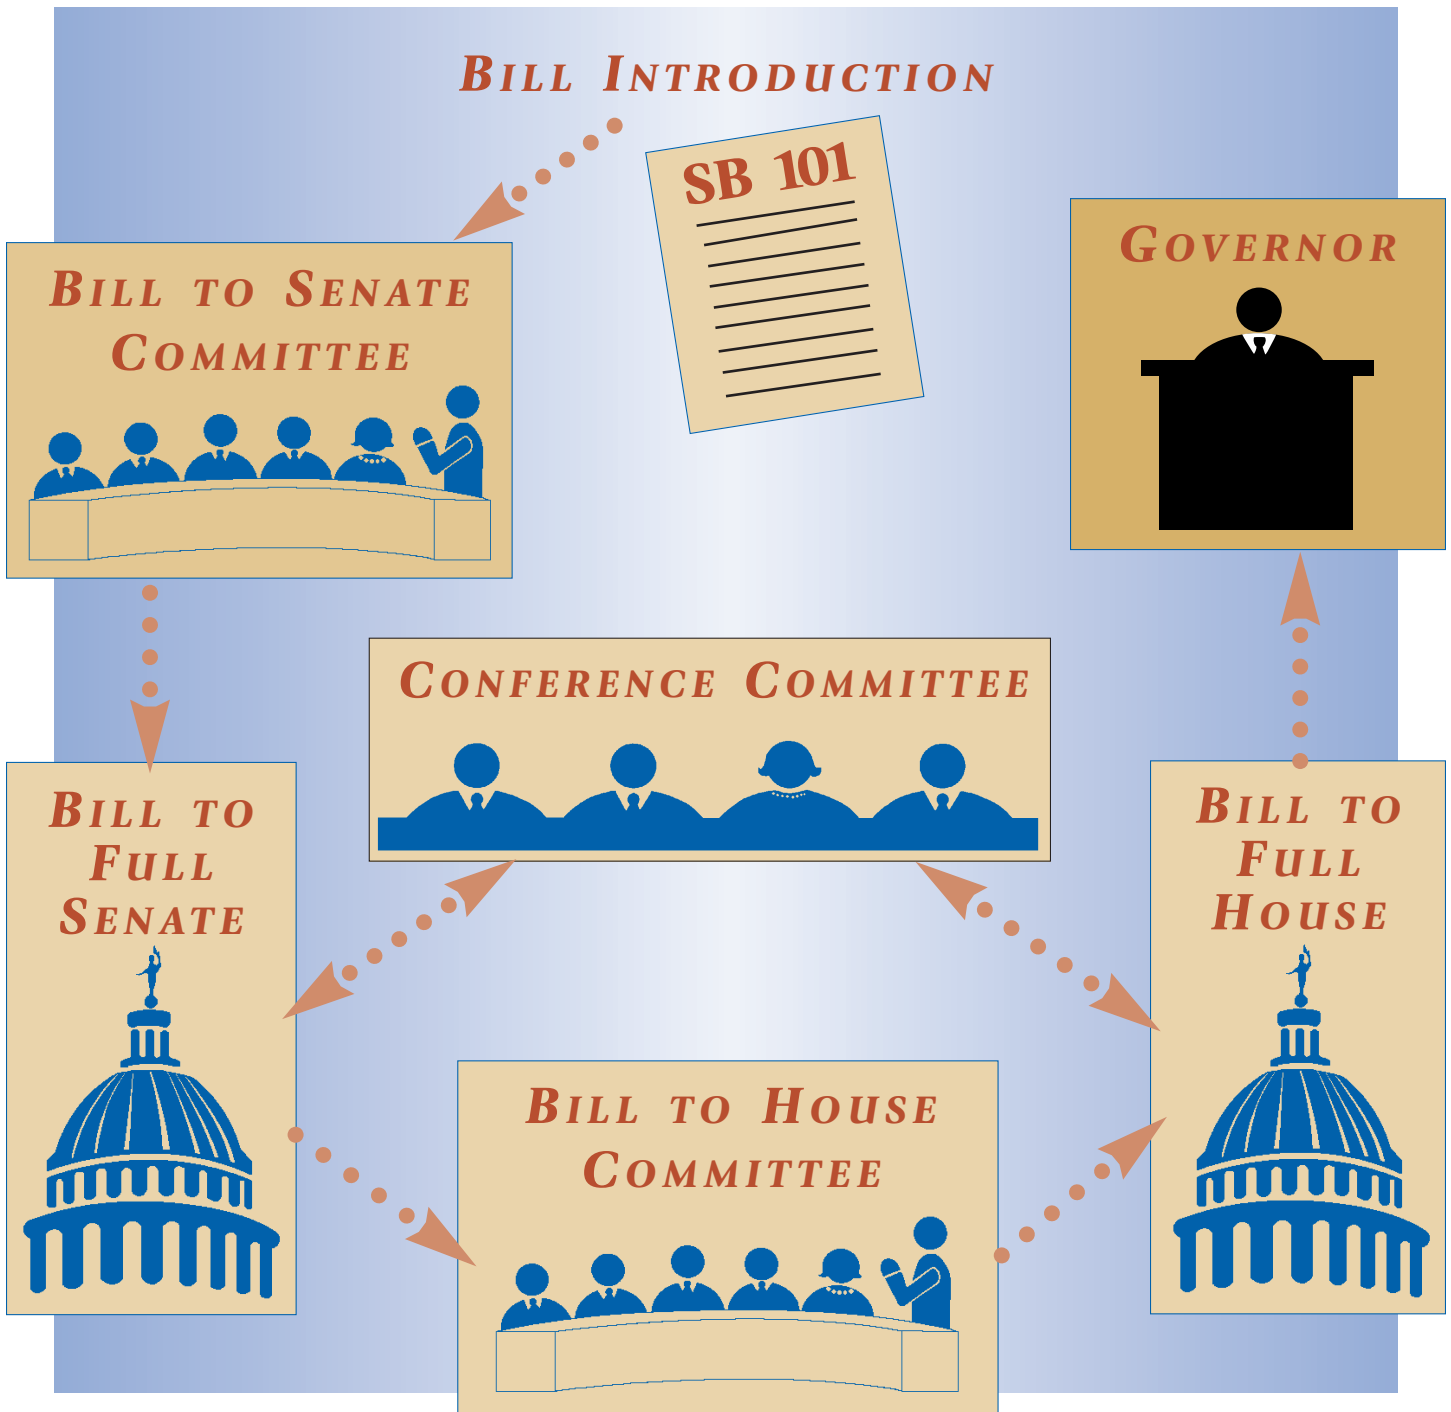 BILL INTRODUCTION
SB 101
GOVERNOR
BILL TO SENATE
COMMITTEE
CONFERENCE COMMITTEE
BILL TO
FULL
SENATE
BILL TO
FULL
HOUSE
BILL TO HOUSE
COMMITTEE